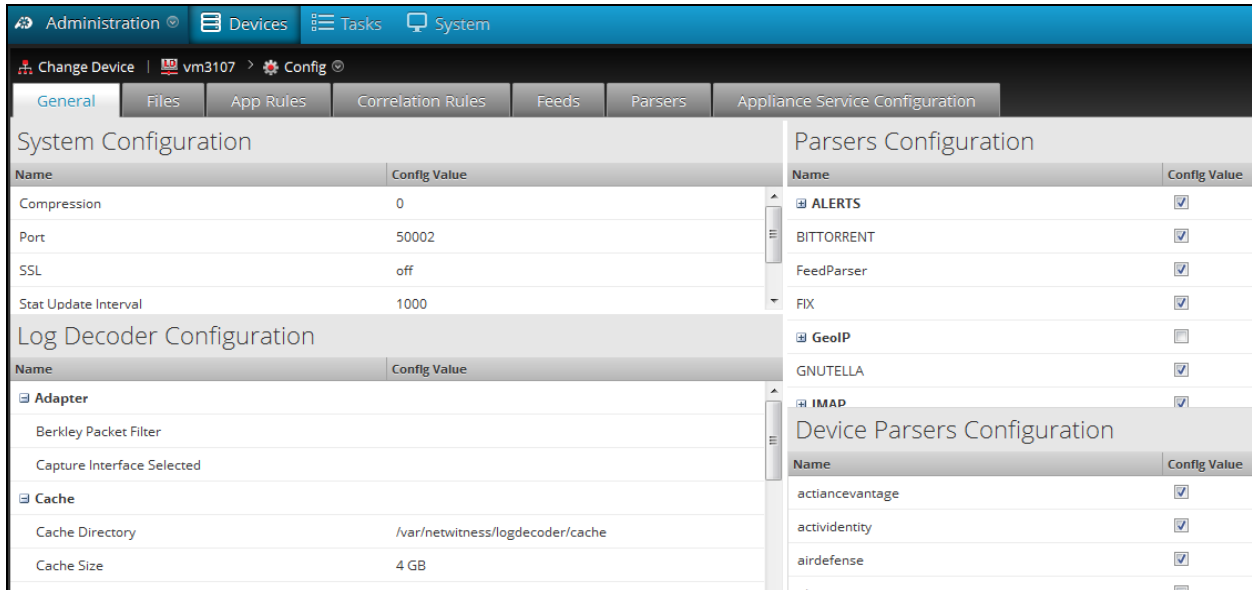 Administration Devices Tasks System
Change Device | LD vm3107 > Config
General Files App Rules Correlation Rules Feeds Parsers Appliance Service Configuration
System Configuration
Name Config Value
Compression 0
Port 50002
SSL off
Stat Update Interval 1000
Log Decoder Configuration
Name Config Value
Adapter
Berkley Packet Filter
Capture Interface Selected
Cache
Cache Directory /var/netwitness/logdecoder/cache
Cache Size 4 GB
Parsers Configuration
Name Config Value
ALERTS
BITTORRENT
FeedParser
FIX
GeoIP
GNUTELLA
IMAP
Device Parsers Configuration
Name Config Value
actiancevantage
actividentity
airdefense